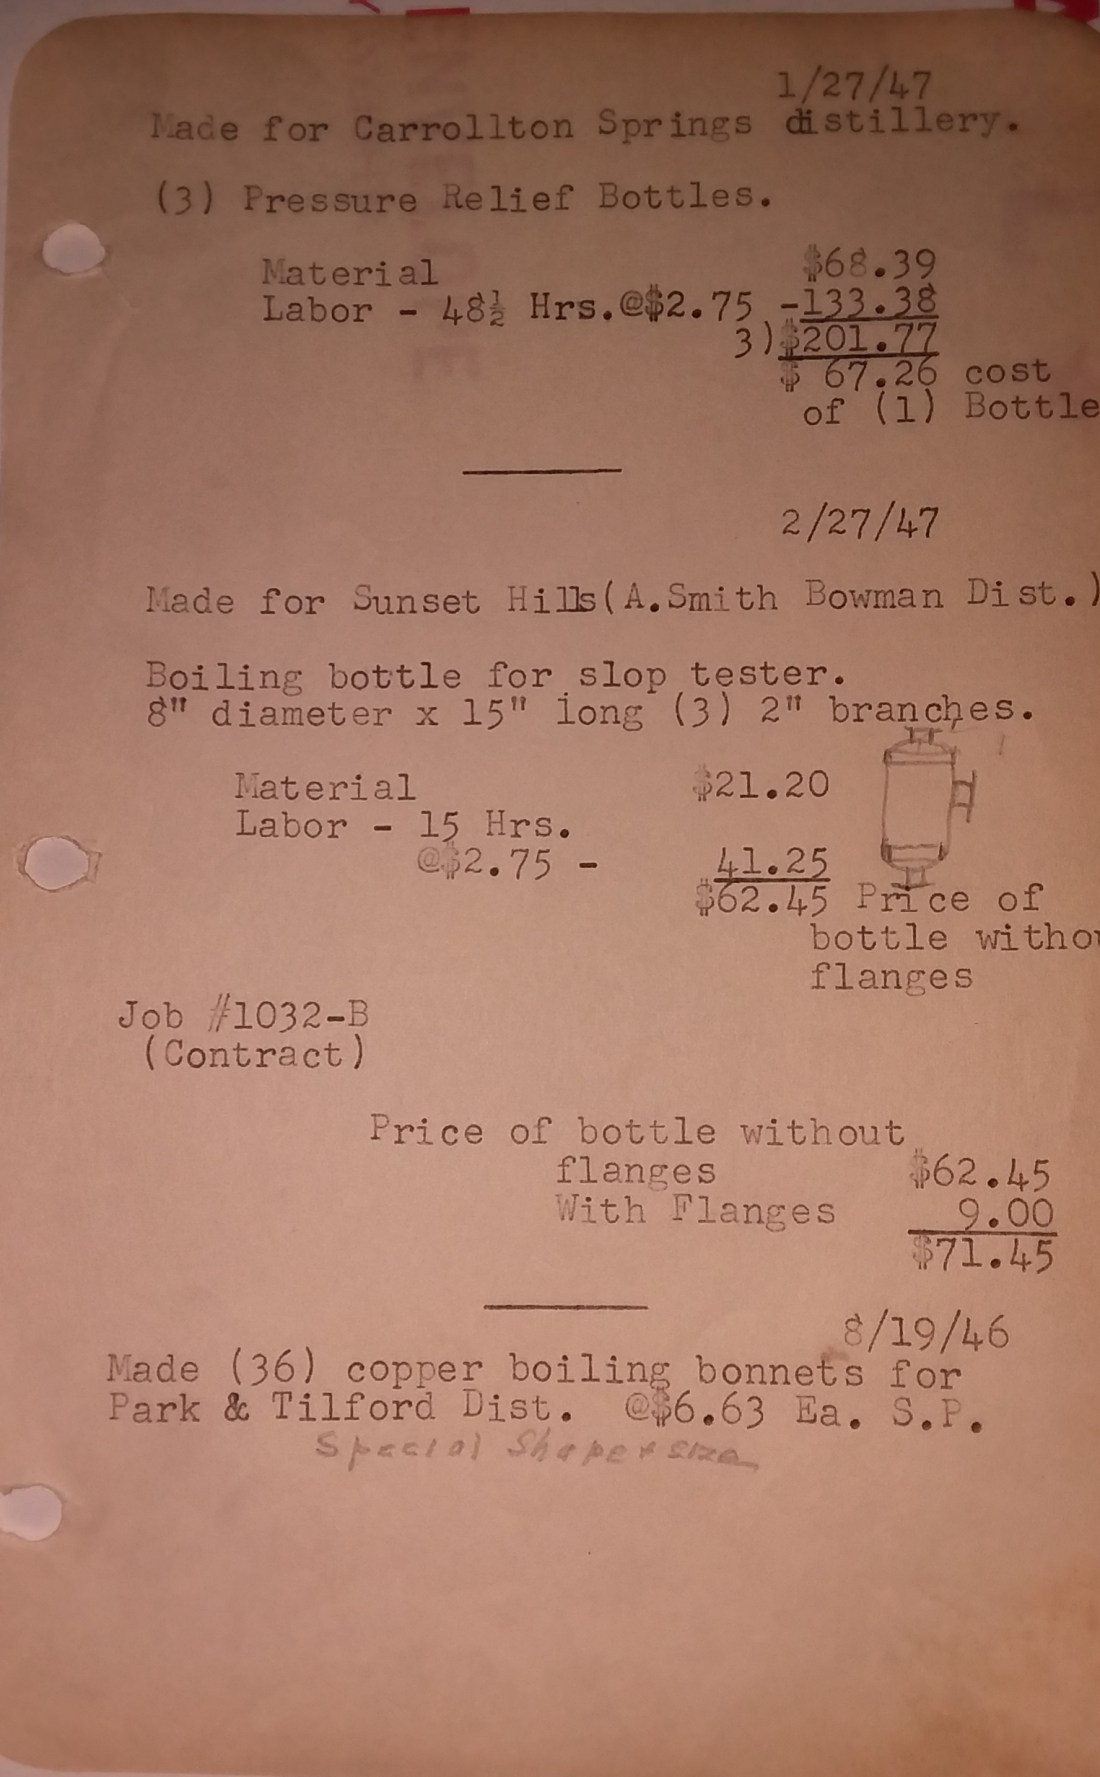 1/27/47
Made for Carrollton Springs distillery.
(3) Pressure Relief Bottles.
Material $68.39
Labor - 48½ Hrs.@$2.75 -133.38
3)$201.77
$ 67.26 cost
of (1) Bottle
2/27/47
Made for Sunset Hills(A.Smith Bowman Dist.)
Boiling bottle for slop tester.
8" diameter x 15" long (3) 2" branches.
Material $21.20
Labor - 15 Hrs.
@$2.75 - 41.25
$62.45 Price of
bottle withou
flanges
Job #1032-B
(Contract)
Price of bottle without
flanges $62.45
With Flanges 9.00
$71.45
8/19/46
Made (36) copper boiling bonnets for
Park & Tilford Dist. @$6.63 Ea. S.P.
Special Shape + size